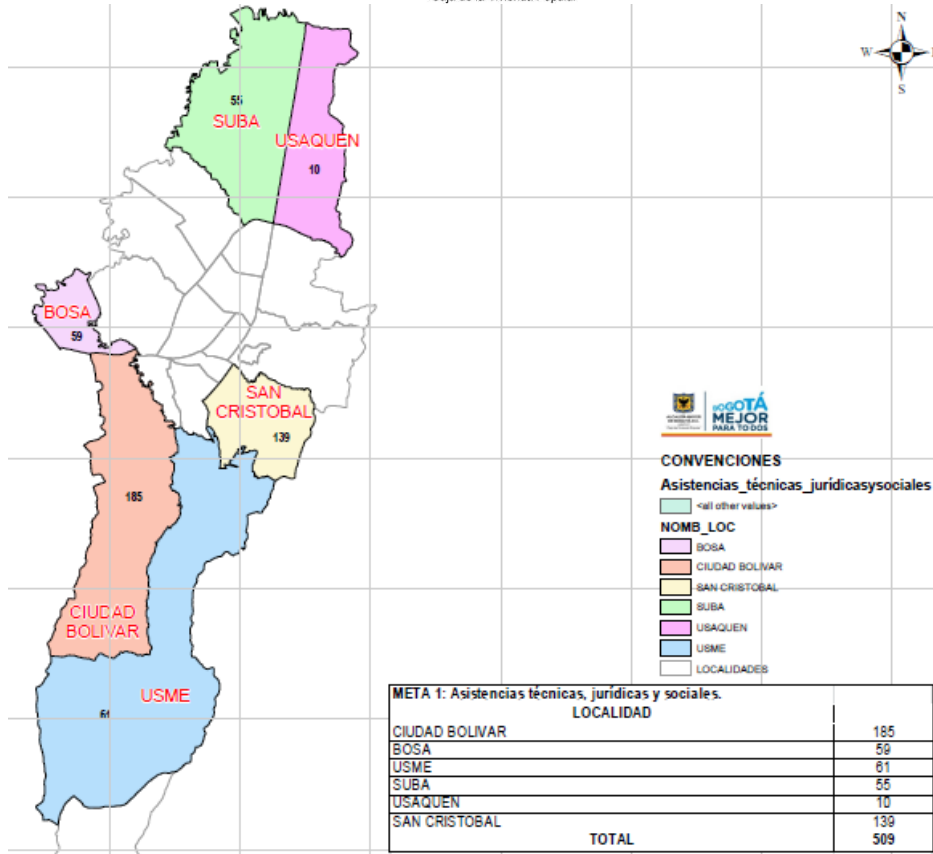 N
W
S
55
SUBA
USAQUEN
10
BOSA
59
SAN
CRISTOBAL
139
185
CIUDAD
BOLIVAR
USME
61
BOGOTÁ
MEJOR
PARA TODOS
CONVENCIONES
Asistencias_técnicas_jurídicasysociales
<all other values>
NOMB_LOC
BOSA
CIUDAD BOLIVAR
SAN CRISTOBAL
SUBA
USAQUEN
USME
LOCALIDADES
META 1: Asistencias técnicas, jurídicas y sociales.
LOCALIDAD
CIUDAD BOLIVAR 185
BOSA 59
USME 61
SUBA 55
USAQUEN 10
SAN CRISTOBAL 139
TOTAL 509